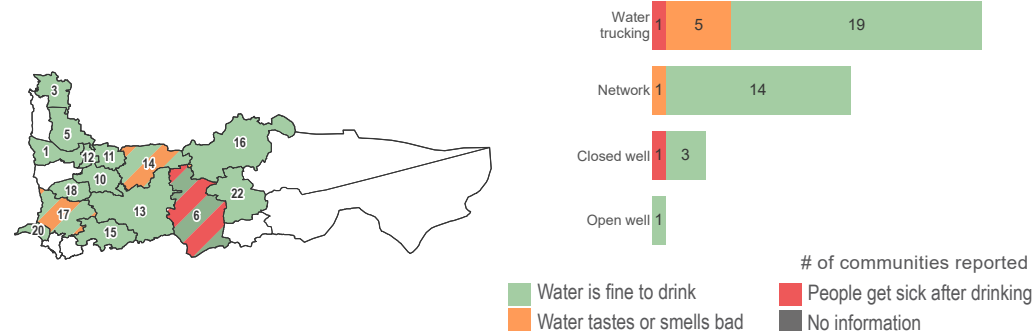 3
5
1
12
11
14
16
10
18
22
17
13
6
20
15
Water
trucking
1
5
19
Network
1
14
Closed well
1
3
Open well
1
# of communities reported
Water is fine to drink
People get sick after drinking
Water tastes or smells bad
No information